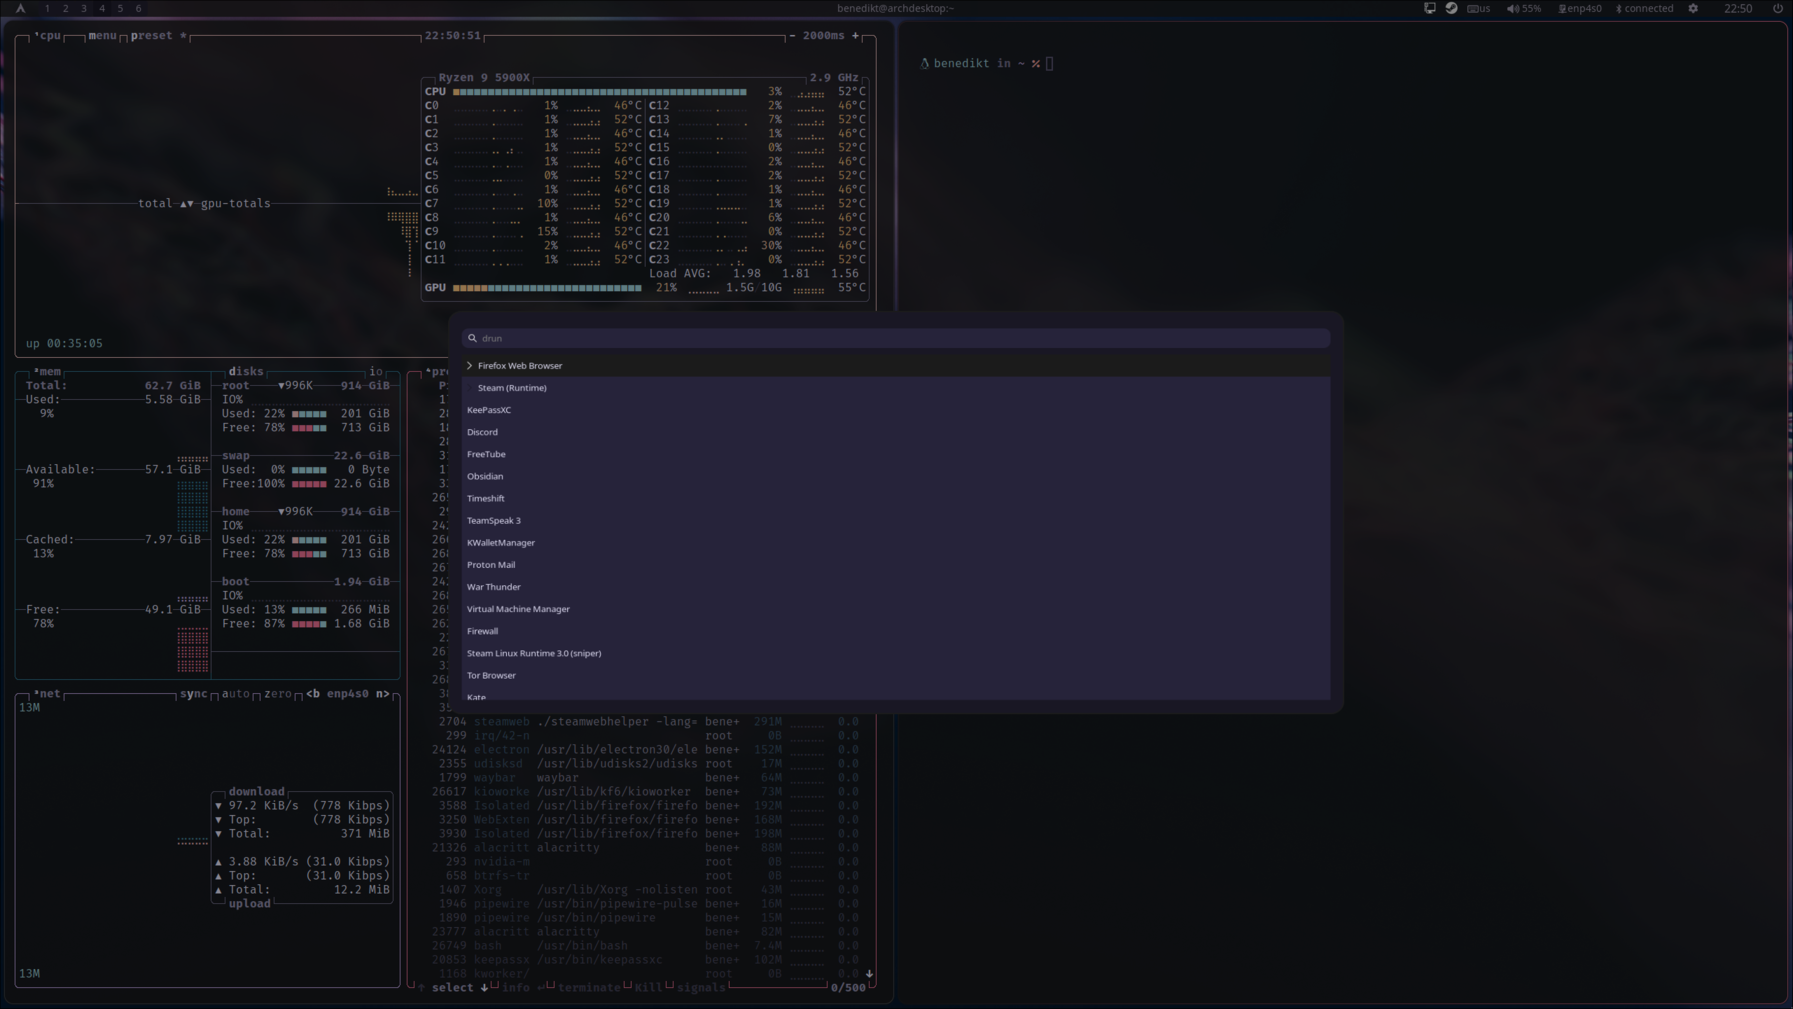 1 2 3 4 5 6
benedikt@archdesktop:~
us 55% enp4s0 connected 22:50
¹cpu menu preset * 22:50:51 - 2000ms +
Ryzen 9 5900X 2.9 GHz
CPU 3% 52°C
C0 1% 46°C C12 2% 46°C
C1 1% 52°C C13 7% 52°C
C2 1% 46°C C14 1% 46°C
C3 1% 52°C C15 0% 52°C
C4 1% 46°C C16 2% 46°C
C5 0% 52°C C17 2% 52°C
C6 1% 46°C C18 1% 46°C
C7 10% 52°C C19 1% 52°C
C8 1% 46°C C20 6% 46°C
C9 15% 52°C C21 0% 52°C
C10 2% 46°C C22 30% 46°C
C11 1% 52°C C23 0% 52°C
Load AVG: 1.98 1.81 1.56
GPU 21% 1.5G/10G 55°C
total ▲▼ gpu-totals
up 00:35:05
benedikt in ~
drun
Firefox Web Browser
Steam (Runtime)
KeePassXC
Discord
FreeTube
Obsidian
Timeshift
TeamSpeak 3
KWalletManager
Proton Mail
War Thunder
Virtual Machine Manager
Firewall
Steam Linux Runtime 3.0 (sniper)
Tor Browser
Kate
²mem
Total: 62.7 GiB
Used: 5.58 GiB
9%
Available: 57.1 GiB
91%
Cached: 7.97 GiB
13%
Free: 49.1 GiB
78%
disks io
root ▼996K 914 GiB
IO%
Used: 22% 201 GiB
Free: 78% 713 GiB
swap 22.6 GiB
Used: 0% 0 Byte
Free:100% 22.6 GiB
home ▼996K 914 GiB
IO%
Used: 22% 201 GiB
Free: 78% 713 GiB
boot 1.94 GiB
IO%
Used: 13% 266 MiB
Free: 87% 1.68 GiB
³net sync auto zero <b enp4s0 n>
13M
download
▼ 97.2 KiB/s (778 Kibps)
▼ Top: (778 Kibps)
▼ Total: 371 MiB
▲ 3.88 KiB/s (31.0 Kibps)
▲ Top: (31.0 Kibps)
▲ Total: 12.2 MiB
upload
13M
2704 steamweb ./steamwebhelper -lang= bene+ 291M 0.0
299 irq/42-n root 0B 0.0
24124 electron /usr/lib/electron30/ele bene+ 152M 0.0
2355 udisksd /usr/lib/udisks2/udisks root 17M 0.0
1799 waybar waybar bene+ 64M 0.0
26617 kioworke /usr/lib/kf6/kioworker bene+ 73M 0.0
3588 Isolated /usr/lib/firefox/firefo bene+ 192M 0.0
3250 WebExten /usr/lib/firefox/firefo bene+ 168M 0.0
3930 Isolated /usr/lib/firefox/firefo bene+ 198M 0.0
21326 alacritt alacritty bene+ 88M 0.0
293 nvidia-m root 0B 0.0
658 btrfs-tr root 0B 0.0
1407 Xorg /usr/lib/Xorg -nolisten root 43M 0.0
1946 pipewire /usr/bin/pipewire-pulse bene+ 16M 0.0
1890 pipewire /usr/bin/pipewire bene+ 15M 0.0
23777 alacritt alacritty bene+ 82M 0.0
26749 bash /usr/bin/bash bene+ 7.4M 0.0
20853 keepassx /usr/bin/keepassxc bene+ 102M 0.0
1168 kworker/ root 0B 0.0
↑ select ↓ info ↵ terminate Kill signals 0/500